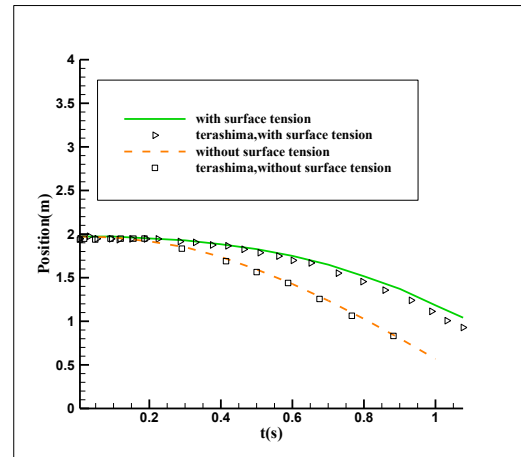 4
3.5
3
2.5
2
1.5
1
0.5
0
Position(m)
with surface tension
terashima,with surface tension
without surface tension
terashima,without surface tension
0.2 0.4 0.6 0.8 1
t(s)